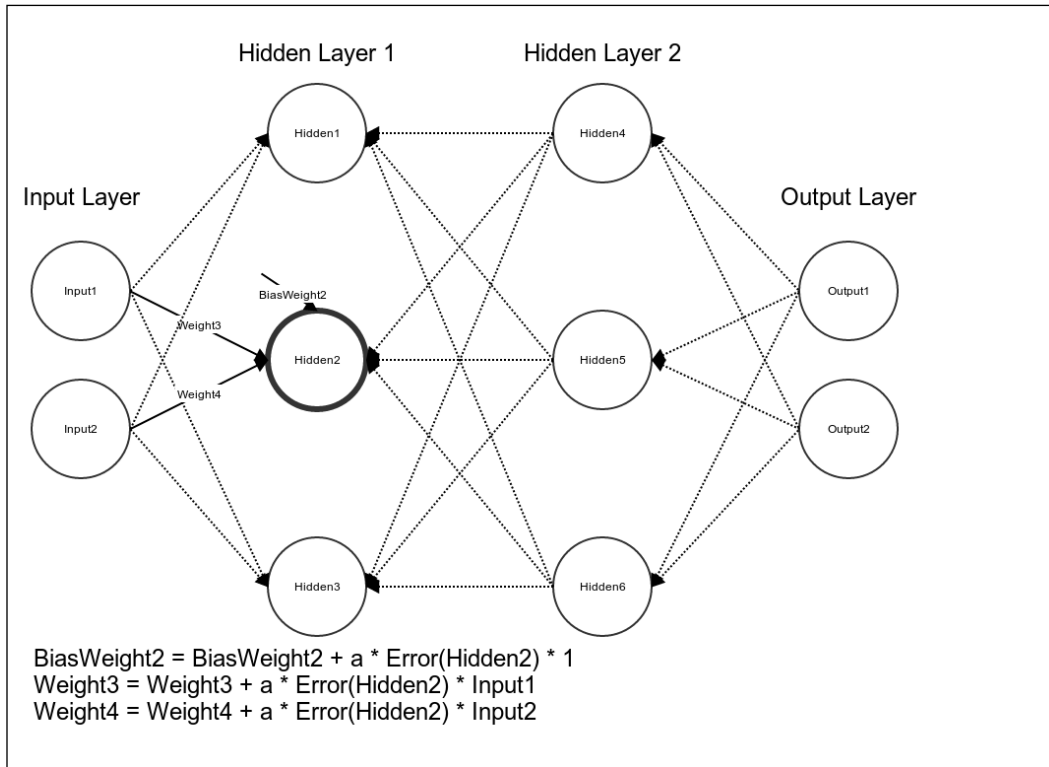 Hidden Layer 1
Hidden Layer 2
Hidden1
Hidden4
Input Layer
Output Layer
Input1
BiasWeight2
Output1
Weight3
Hidden2
Hidden5
Weight4
Input2
Output2
Hidden3
Hidden6
BiasWeight2 = BiasWeight2 + a * Error(Hidden2) * 1
Weight3 = Weight3 + a * Error(Hidden2) * Input1
Weight4 = Weight4 + a * Error(Hidden2) * Input2